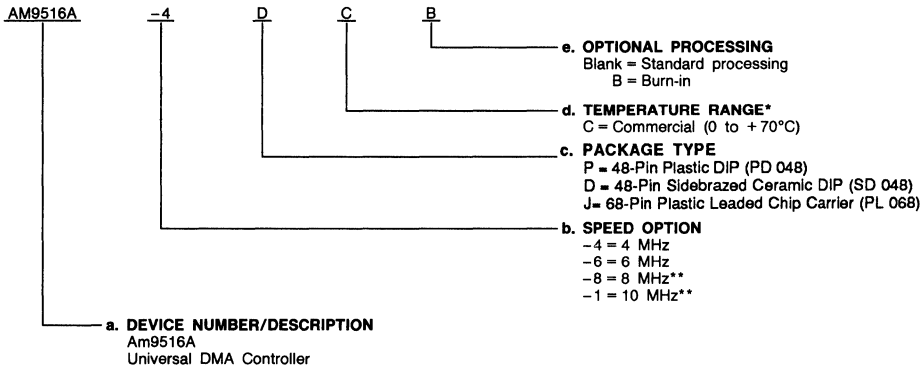 AM9516A -4 D C B
e. OPTIONAL PROCESSING
Blank = Standard processing
B = Burn-in
d. TEMPERATURE RANGE*
C = Commercial (0 to +70°C)
c. PACKAGE TYPE
P = 48-Pin Plastic DIP (PD 048)
D = 48-Pin Sidebrazed Ceramic DIP (SD 048)
J= 68-Pin Plastic Leaded Chip Carrier (PL 068)
b. SPEED OPTION
-4 = 4 MHz
-6 = 6 MHz
-8 = 8 MHz**
-1 = 10 MHz**
a. DEVICE NUMBER/DESCRIPTION
Am9516A
Universal DMA Controller